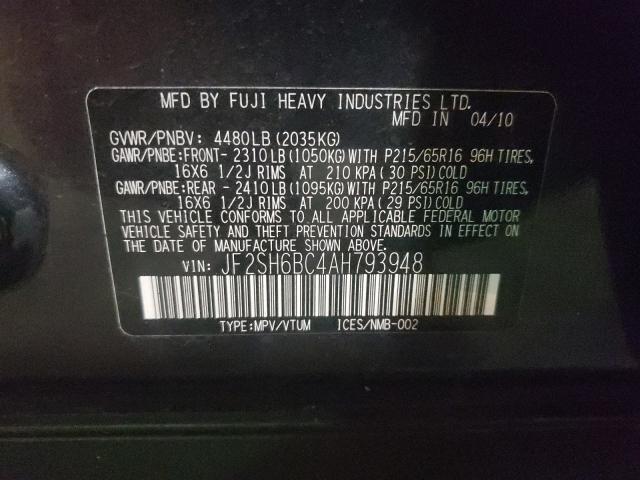 MFD BY FUJI HEAVY INDUSTRIES LTD.
MFD IN 04/10
GVWR/PNBV: 4480LB(2035KG)
GAWR/PNBE:FRONT- 2310LB(1050KG)WITH P215/65R16 96H TIRES,
16X6 1/2J RIMS AT 210 KPA(30 PSI)COLD
GAWR/PNBE:REAR - 2410LB(1095KG)WITH P215/65R16 96H TIRES,
16X6 1/2J RIMS AT 200 KPA(29 PSI)COLD
THIS VEHICLE CONFORMS TO ALL APPLICABLE FEDERAL MOTOR
VEHICLE SAFETY AND THEFT PREVENTION STANDARDS IN EFFECT ON
THE DATE OF MANUFACTURE SHOWN ABOVE.
VIN: JF2SH6BC4AH793948
TYPE:MPV/VTUM ICES/NMB-002